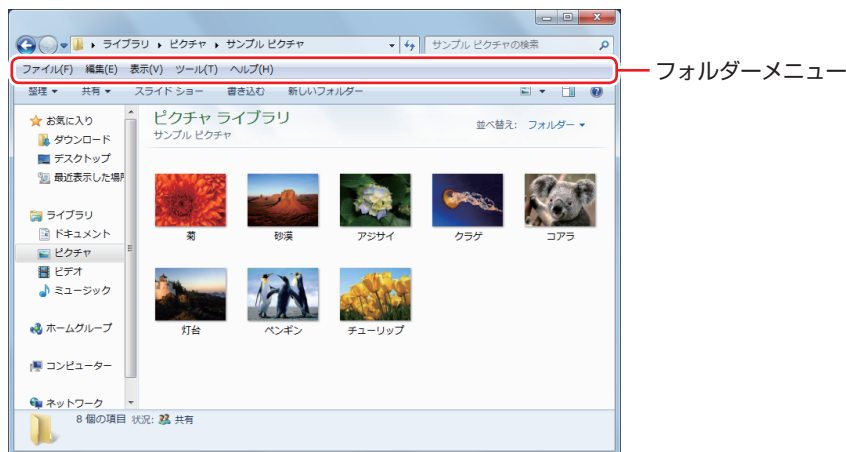 ライブラリ ▸ ピクチャ ▸ サンプル ピクチャ
サンプル ピクチャの検索
ファイル(F) 編集(E) 表示(V) ツール(T) ヘルプ(H)
フォルダーメニュー
整理 共有 スライド ショー 書き込む 新しいフォルダー
お気に入り
ダウンロード
デスクトップ
最近表示した場所
ライブラリ
ドキュメント
ピクチャ
ビデオ
ミュージック
ホームグループ
コンピューター
ネットワーク
ピクチャ ライブラリ
サンプル ピクチャ
並べ替え: フォルダー
菊 砂漠 アジサイ クラゲ コアラ
灯台 ペンギン チューリップ
8 個の項目 状況: 共有